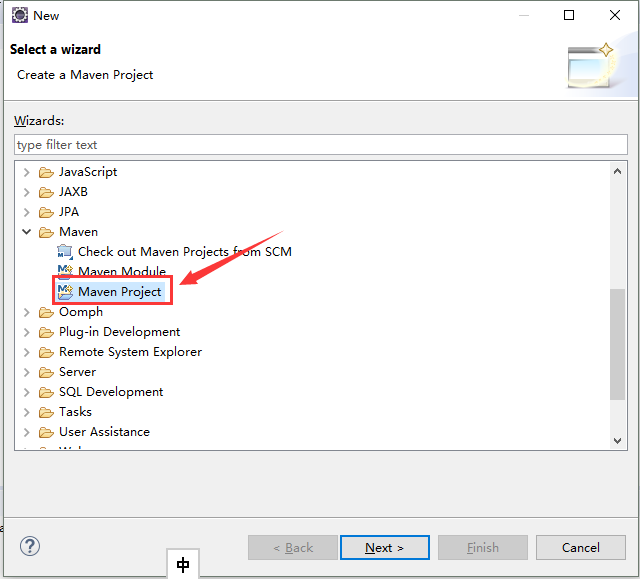 New
Select a wizard
Create a Maven Project
Wizards:
type filter text
JavaScript
JAXB
JPA
Maven
Check out Maven Projects from SCM
Maven Module
Maven Project
Oomph
Plug-in Development
Remote System Explorer
Server
SQL Development
Tasks
User Assistance
< Back
Next >
Finish
Cancel
中